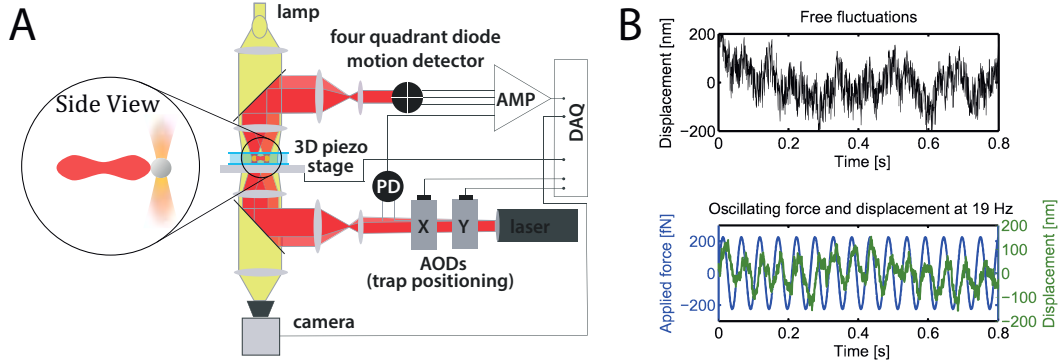 A
lamp
four quadrant diode
motion detector
Side View
AMP
DAQ
3D piezo
stage
PD
X
Y
laser
AODs
(trap positioning)
camera
B
Free fluctuations
Displacement [nm]
200
0
−200
0
0.2
0.4
0.6
0.8
Time [s]
Oscillating force and displacement at 19 Hz
Applied force [fN]
200
0
−200
200
100
0
−100
−200
Displacement [nm]
0
0.2
0.4
0.6
0.8
Time [s]